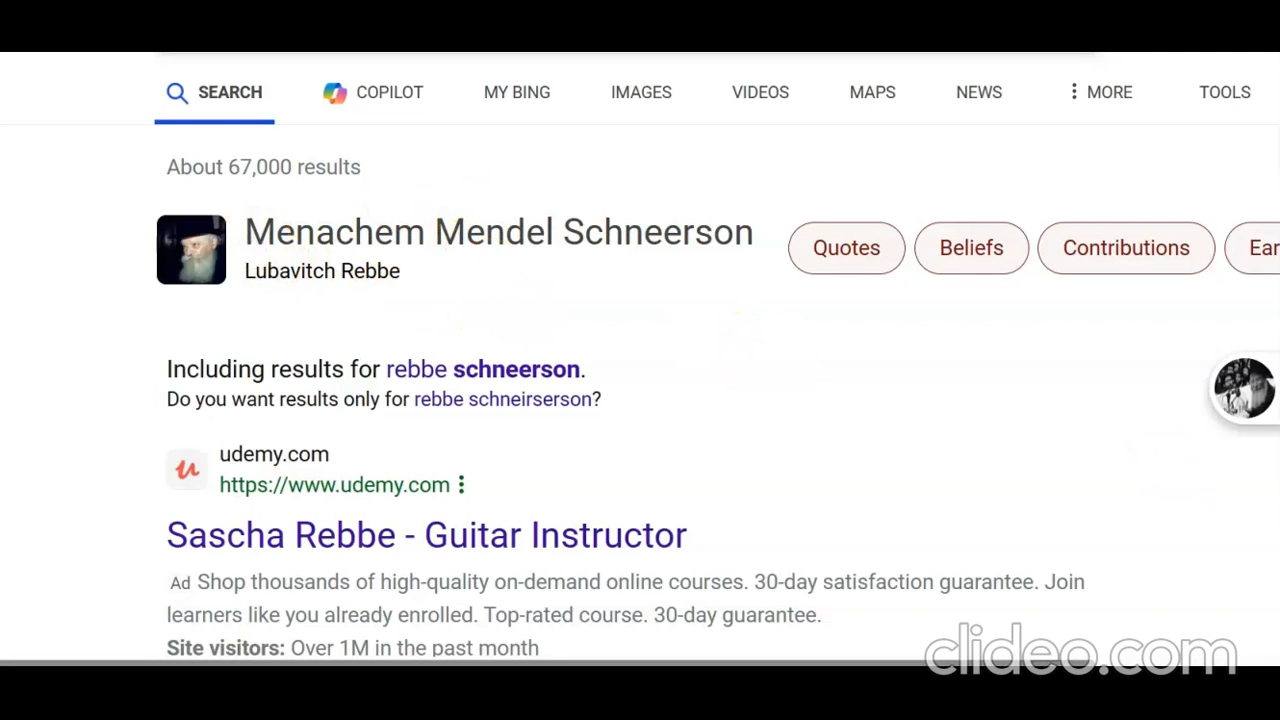 SEARCH COPILOT MY BING IMAGES VIDEOS MAPS NEWS MORE TOOLS
About 67,000 results
Menachem Mendel Schneerson
Lubavitch Rebbe
Quotes Beliefs Contributions Ear
Including results for rebbe schneerson.
Do you want results only for rebbe schneirserson?
udemy.com
https://www.udemy.com
Sascha Rebbe - Guitar Instructor
Ad Shop thousands of high-quality on-demand online courses. 30-day satisfaction guarantee. Join
learners like you already enrolled. Top-rated course. 30-day guarantee.
Site visitors: Over 1M in the past month
clideo.com